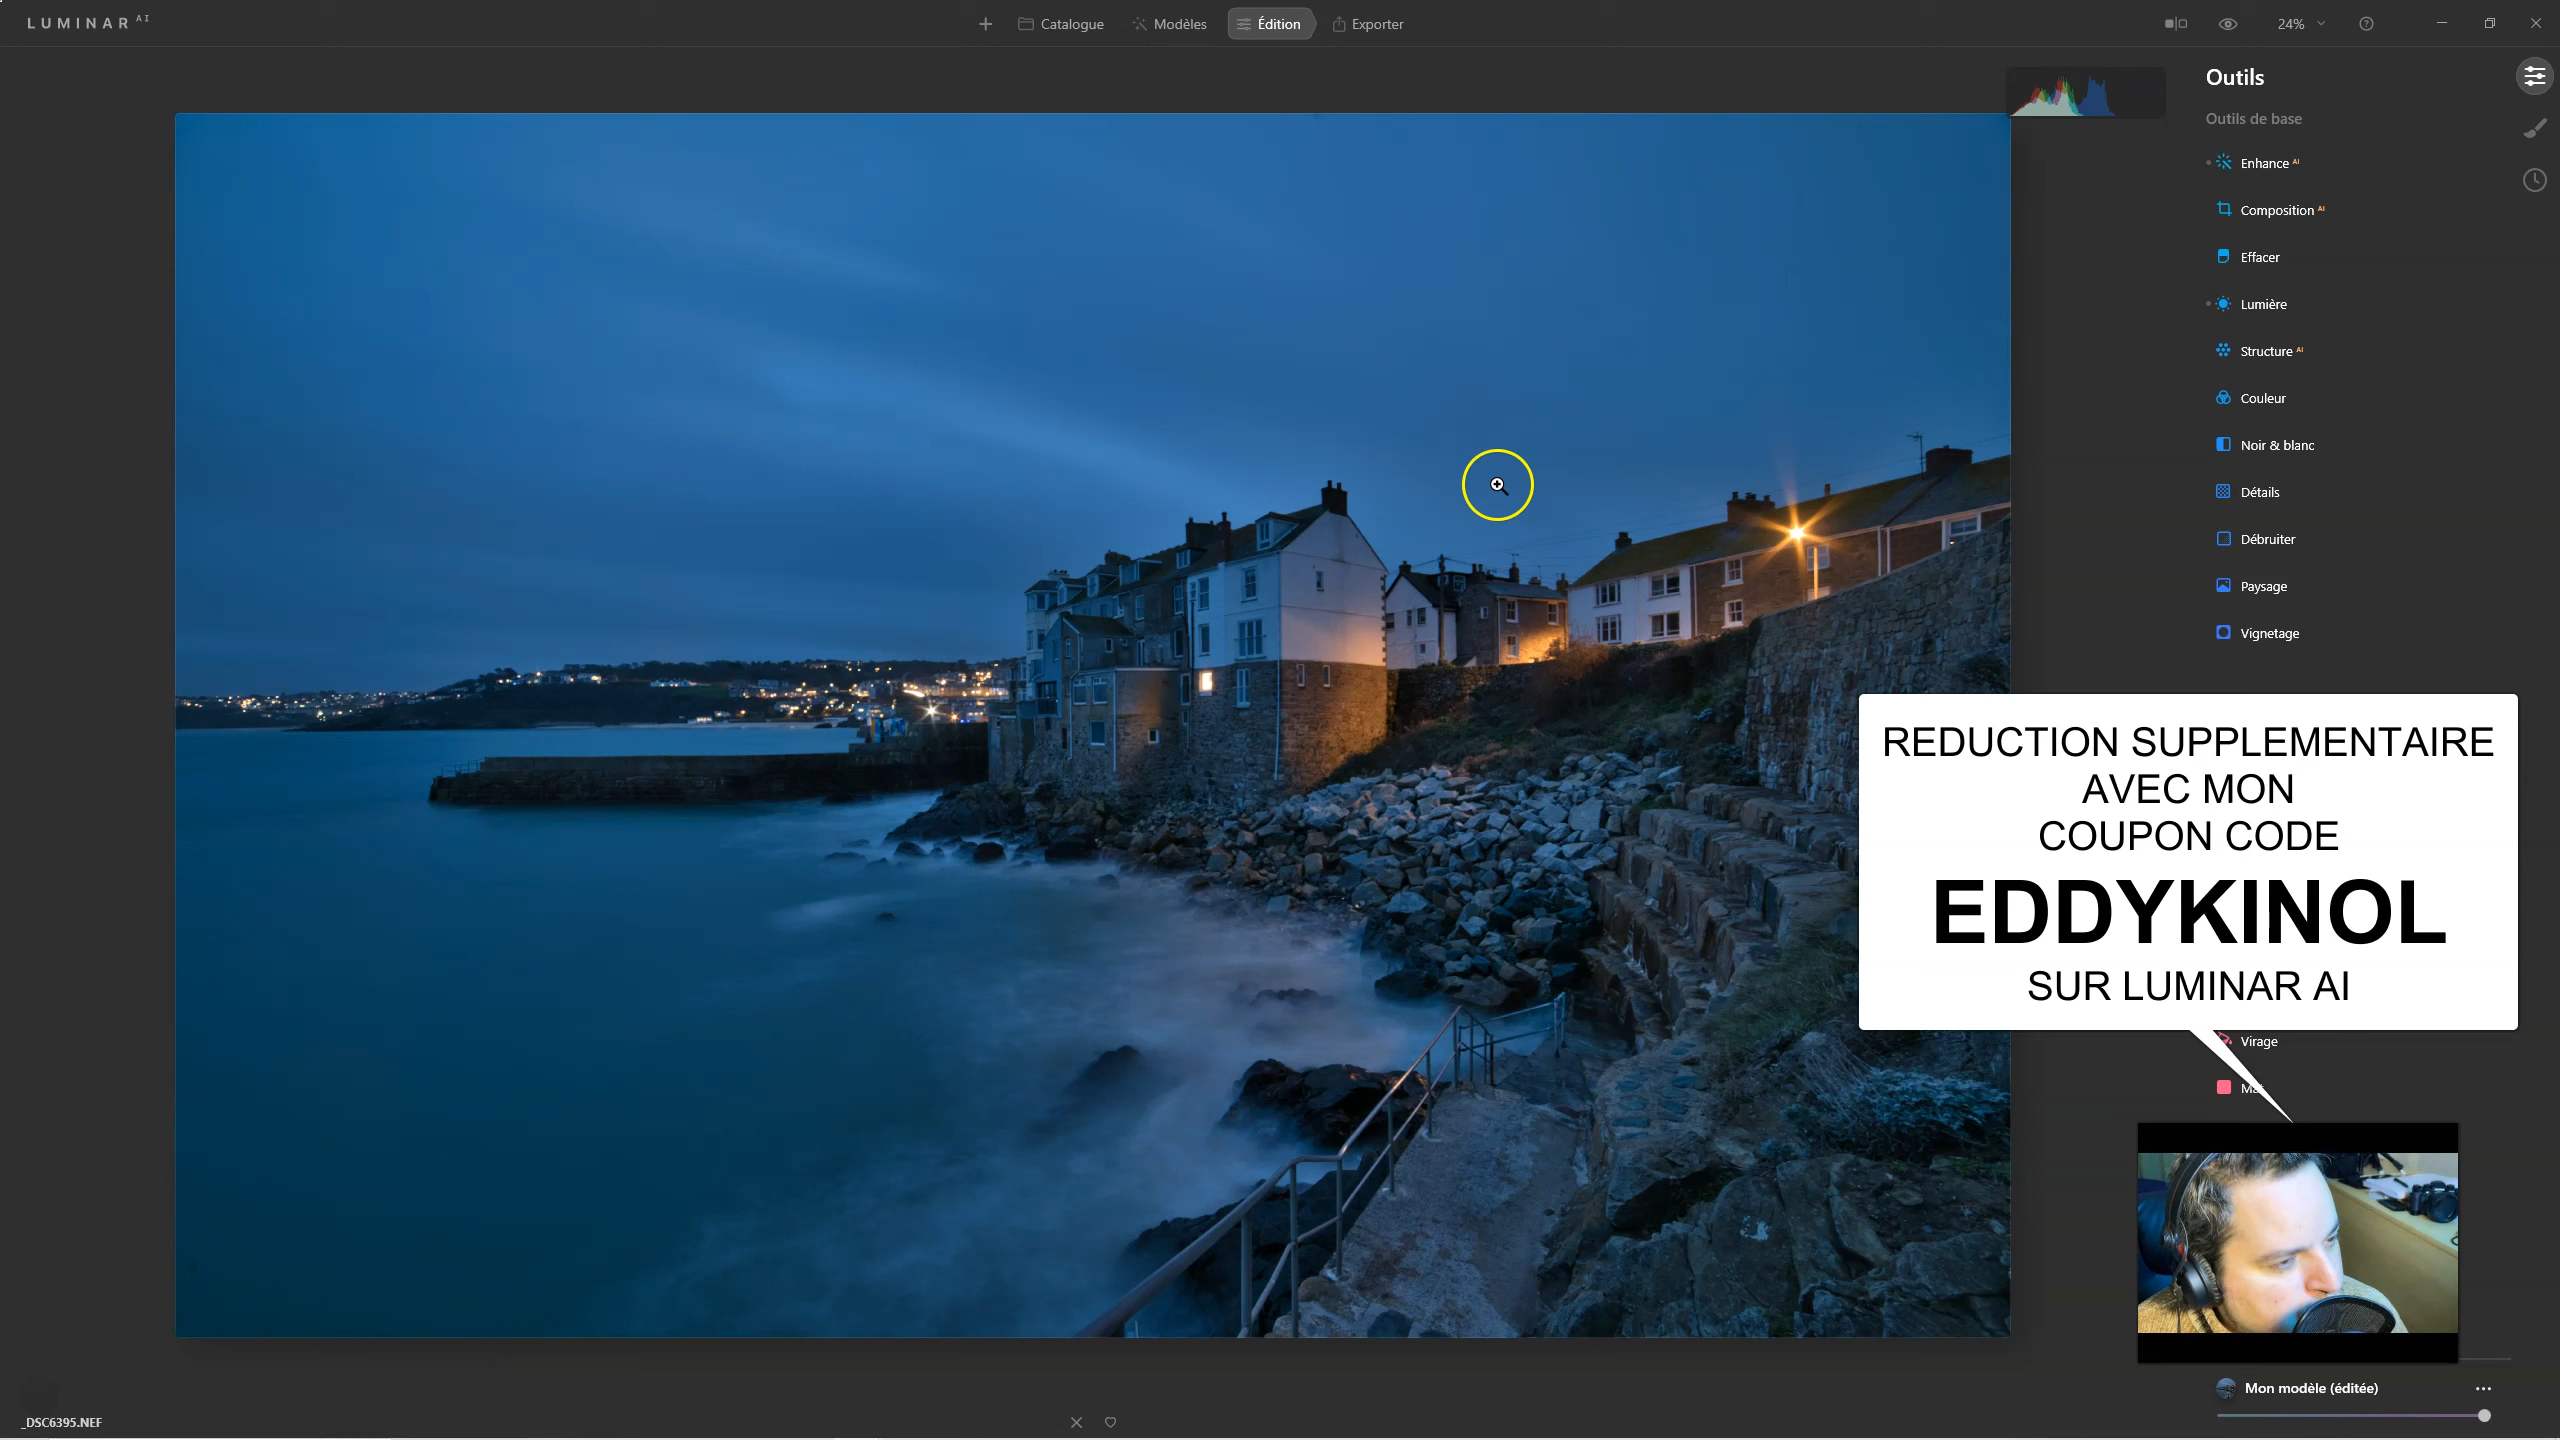 LUMINAR AI
Catalogue
Modèles
Édition
Exporter
24%
Outils
Outils de base
Enhance AI
Composition AI
Effacer
Lumière
Structure AI
Couleur
Noir & blanc
Détails
Débruiter
Paysage
Vignetage
REDUCTION SUPPLEMENTAIRE
AVEC MON
COUPON CODE
EDDYKINOL
SUR LUMINAR AI
Virage
Mon modèle (éditée)
_DSC6395.NEF